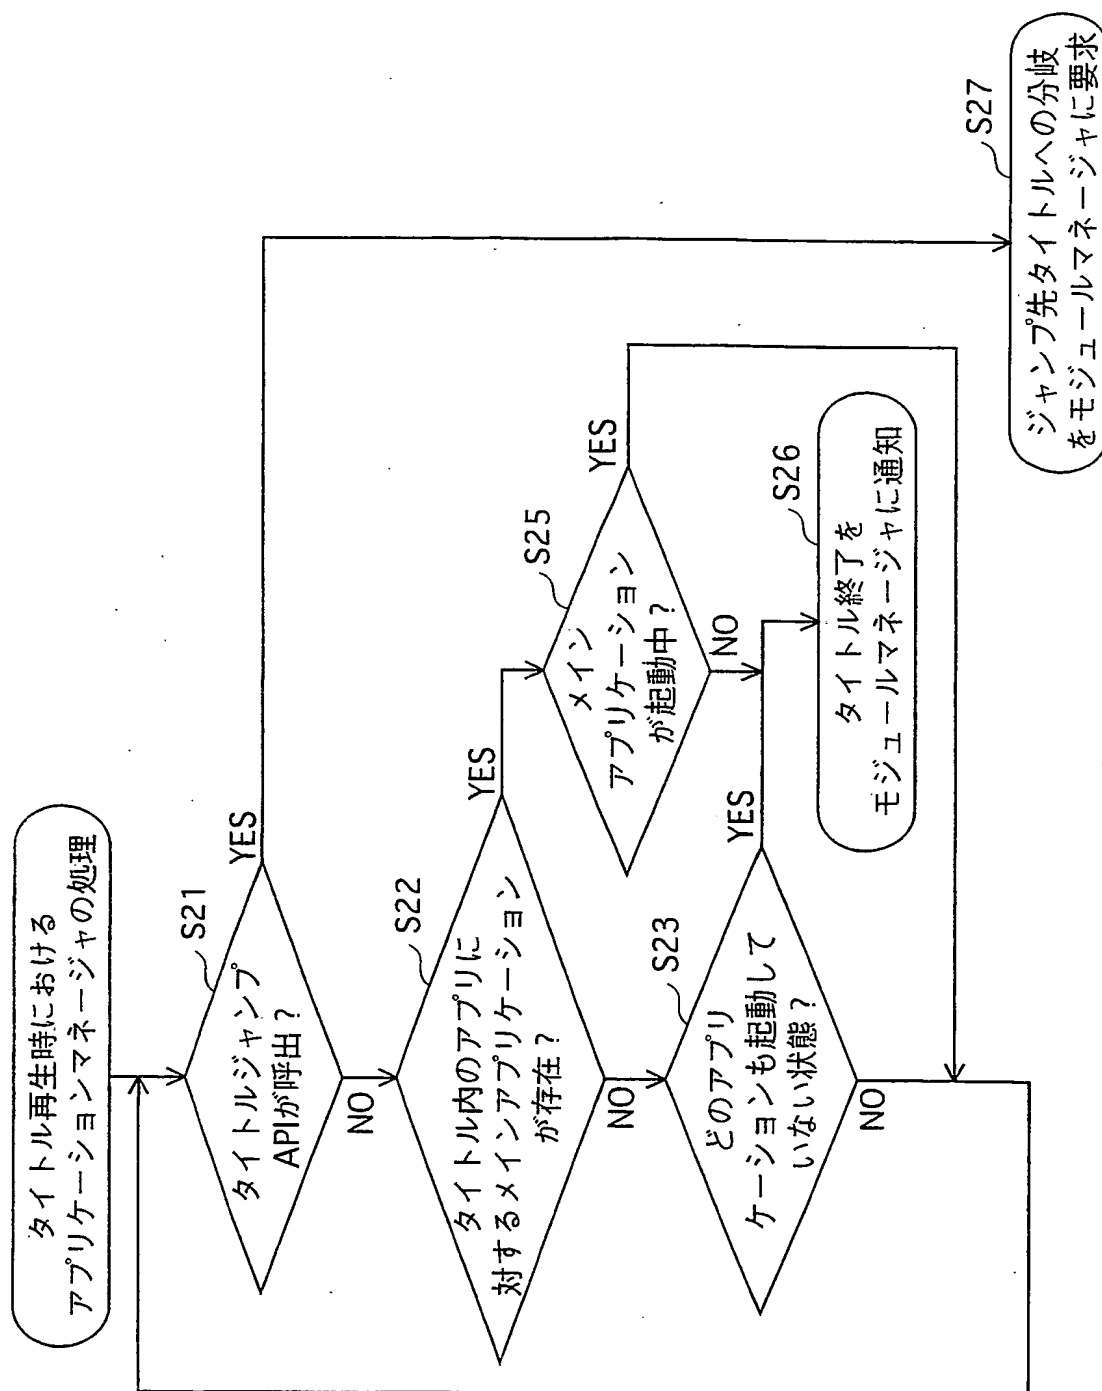 タイトル再生時における
アプリケーションマネージャの処理
S21
タイトルジャンプ
APIが呼出？
YES
NO
S22
タイトル内のアプリに
対するメインアプリケーション
が存在？
YES
NO
S25
メイン
アプリケーション
が起動中？
YES
NO
S23
どのアプリ
ケーションも起動して
いない状態？
YES
NO
S26
タイトル終了を
モジュールマネージャに通知
S27
ジャンプ先タイトルへの分岐
をモジュールマネージャに要求